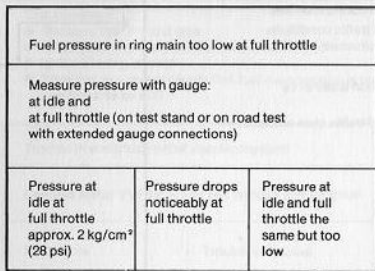 Fuel pressure in ring main too low at full throttle
Measure pressure with gauge:
at idle and
at full throttle (on test stand or on road test
with extended gauge connections)
Pressure at
idle at
full throttle
approx. 2 kg/cm²
(28 psi)
Pressure drops
noticeably at
full throttle
Pressure at
idle and full
throttle the
same but too
low